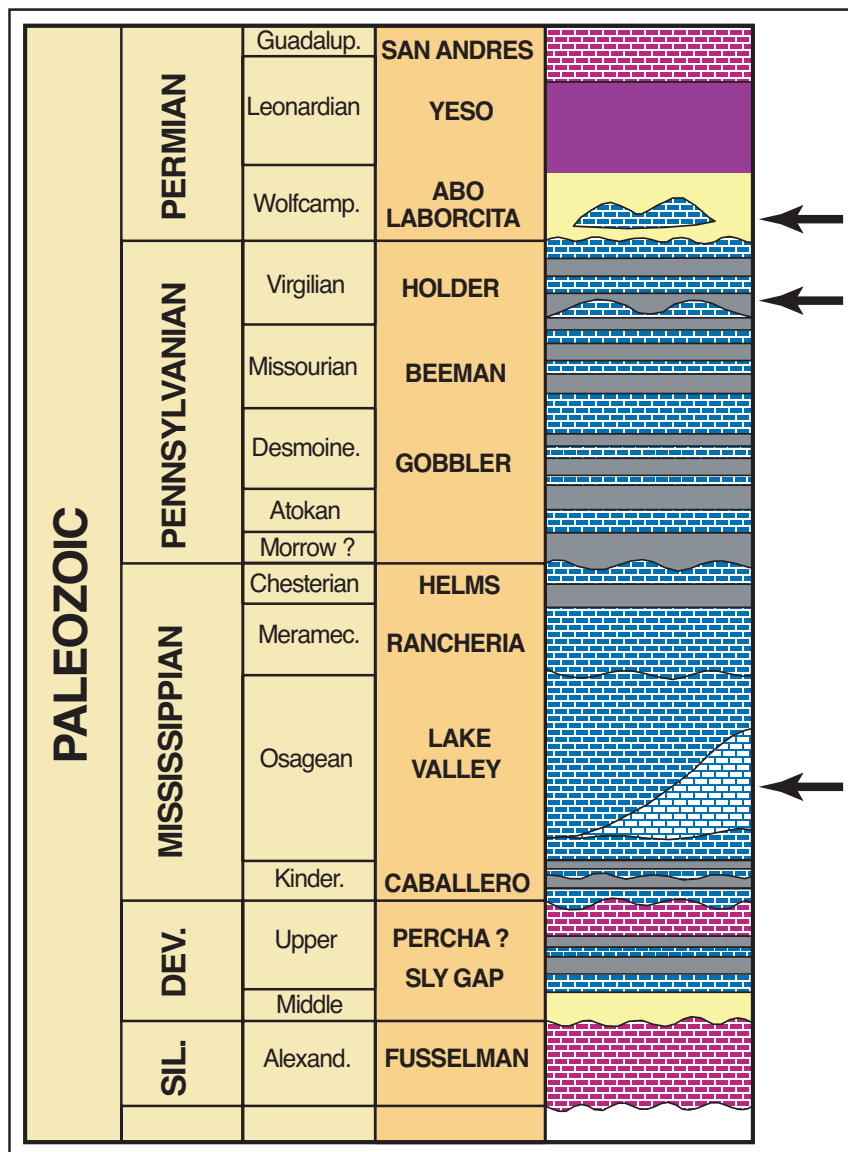 PALEOZOIC
PERMIAN
Guadalup.
SAN ANDRES
Leonardian
YESO
Wolfcamp.
ABO
LABORCITA
PENNSYLVANIAN
Virgilian
HOLDER
Missourian
BEEMAN
Desmoine.
GOBBLER
Atokan
Morrow ?
MISSISSIPPIAN
Chesterian
HELMS
Meramec.
RANCHERIA
Osagean
LAKE
VALLEY
Kinder.
CABALLERO
DEV.
Upper
PERCHA ?
SLY GAP
Middle
SIL.
Alexand.
FUSSELMAN